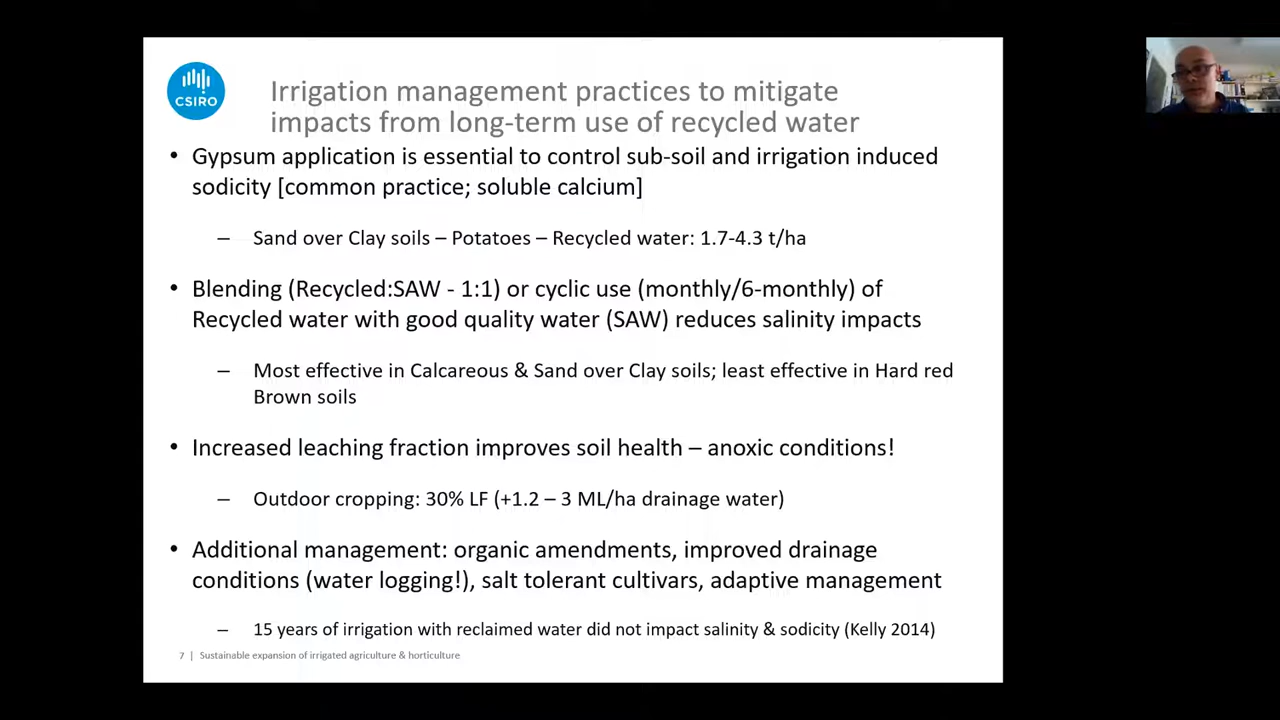 CSIRO
Irrigation management practices to mitigate
impacts from long-term use of recycled water
• Gypsum application is essential to control sub-soil and irrigation induced
sodicity [common practice; soluble calcium]
– Sand over Clay soils – Potatoes – Recycled water: 1.7-4.3 t/ha
• Blending (Recycled:SAW - 1:1) or cyclic use (monthly/6-monthly) of
Recycled water with good quality water (SAW) reduces salinity impacts
– Most effective in Calcareous & Sand over Clay soils; least effective in Hard red
Brown soils
• Increased leaching fraction improves soil health – anoxic conditions!
– Outdoor cropping: 30% LF (+1.2 – 3 ML/ha drainage water)
• Additional management: organic amendments, improved drainage
conditions (water logging!), salt tolerant cultivars, adaptive management
– 15 years of irrigation with reclaimed water did not impact salinity & sodicity (Kelly 2014)
7 | Sustainable expansion of irrigated agriculture & horticulture